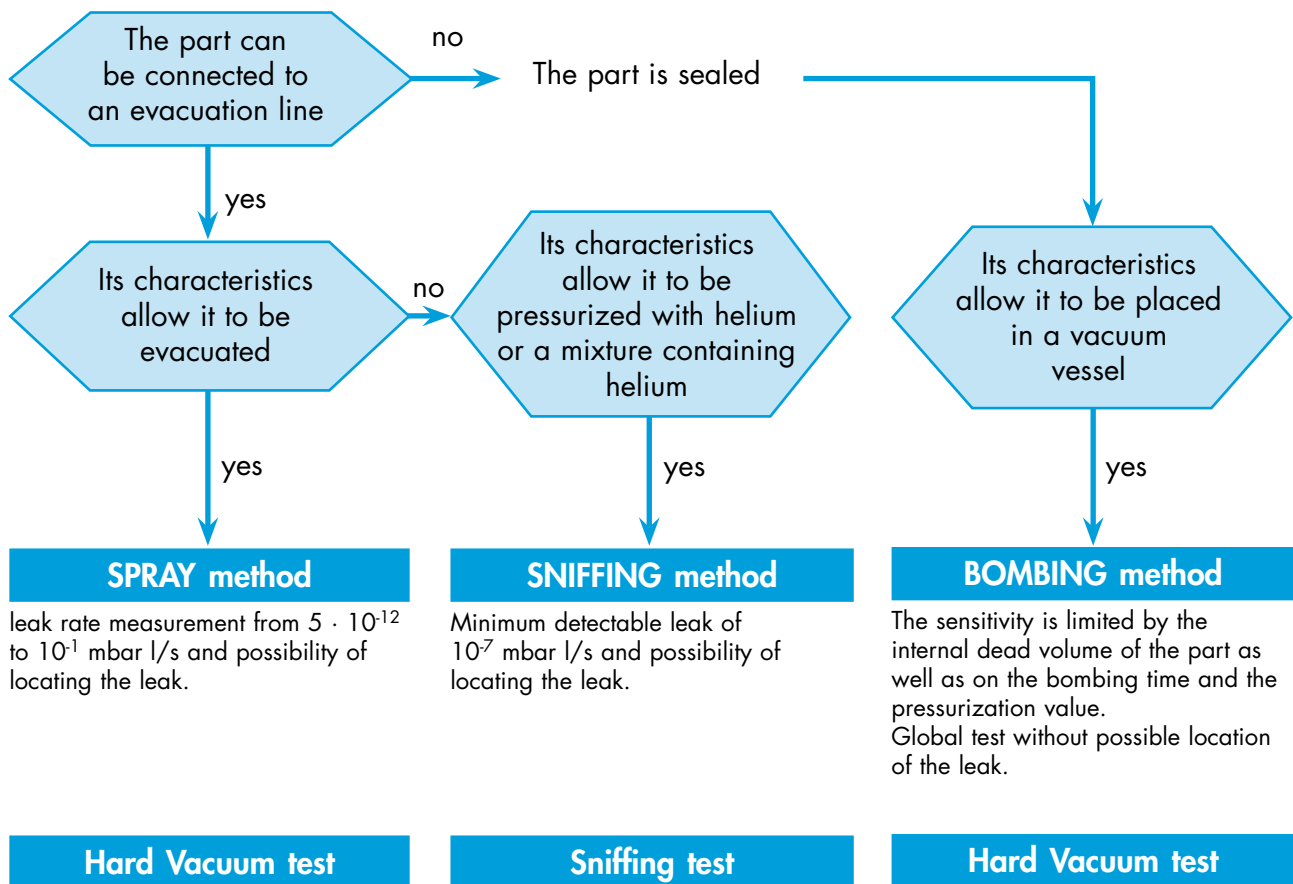 The part can
be connected to
an evacuation line
no
The part is sealed
yes
Its characteristics
allow it to be
evacuated
no
Its characteristics
allow it to be
pressurized with helium
or a mixture containing
helium
Its characteristics
allow it to be placed
in a vacuum
vessel
yes
yes
yes
SPRAY method
leak rate measurement from 5 · 10⁻¹²
to 10⁻¹ mbar l/s and possibility of
locating the leak.
SNIFFING method
Minimum detectable leak of
10⁻⁷ mbar l/s and possibility of
locating the leak.
BOMBING method
The sensitivity is limited by the
internal dead volume of the part as
well as on the bombing time and the
pressurization value.
Global test without possible location
of the leak.
Hard Vacuum test
Sniffing test
Hard Vacuum test